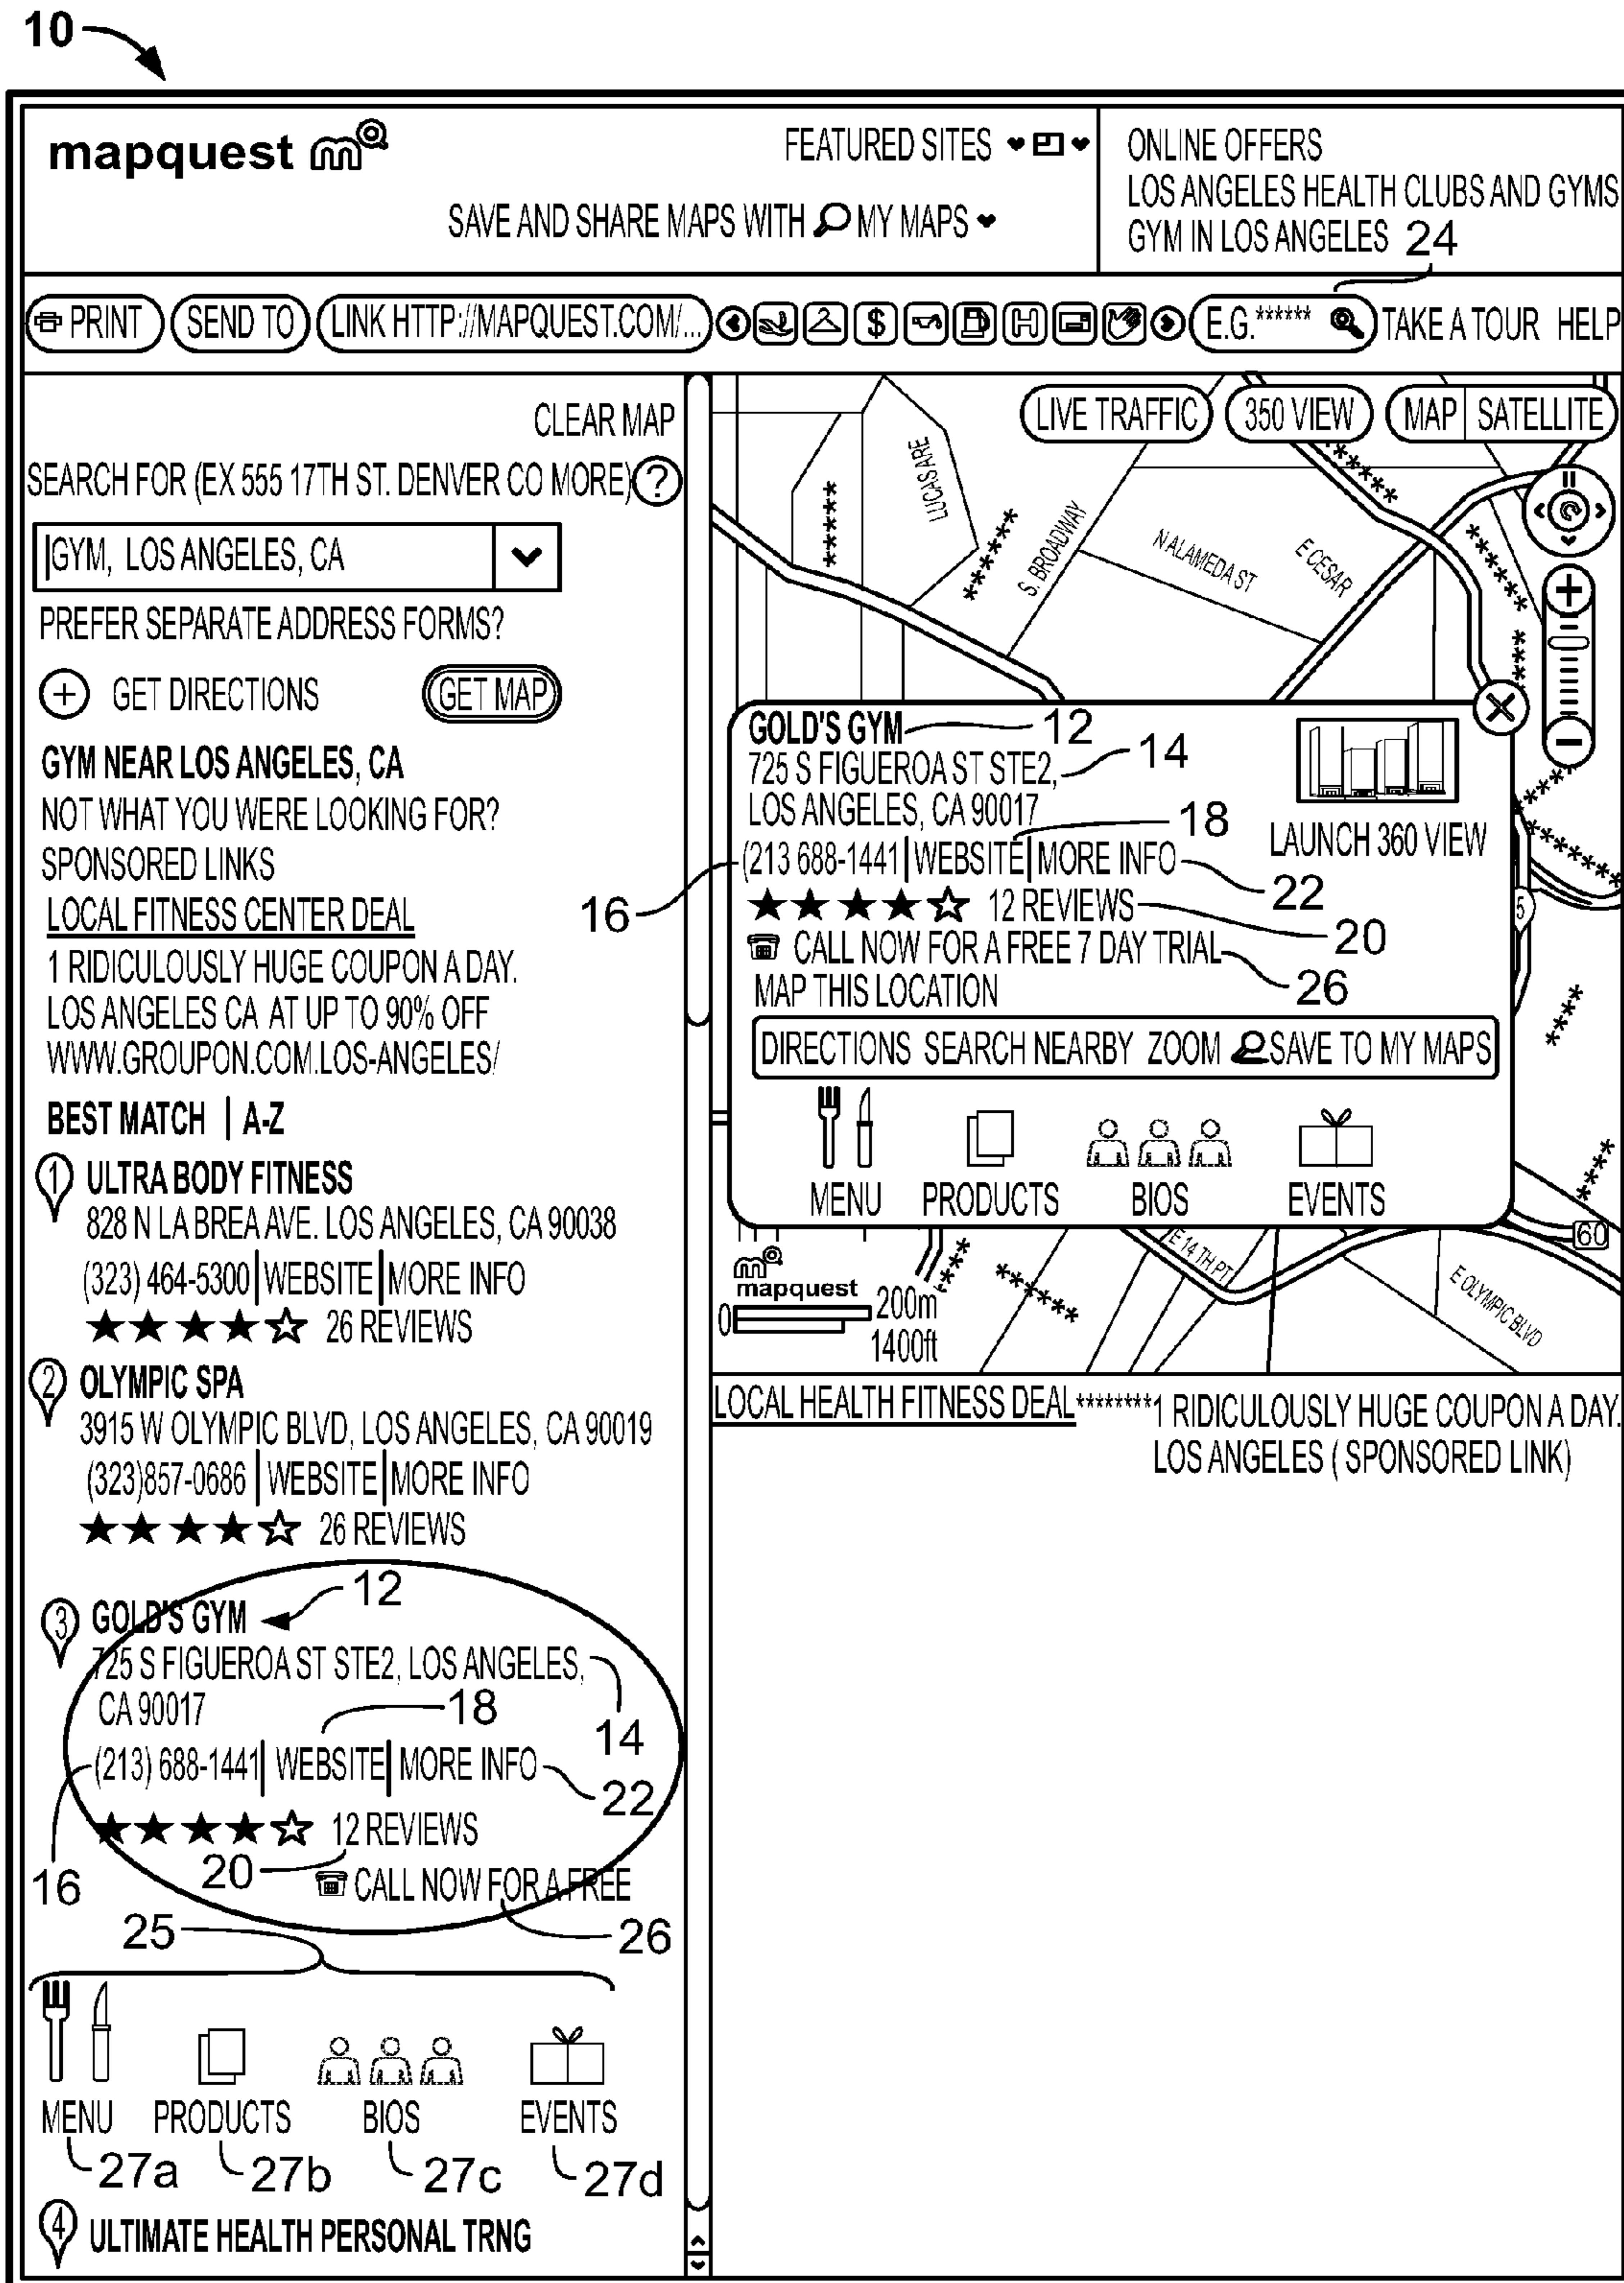 10
mapquest
FEATURED SITES
SAVE AND SHARE MAPS WITH MY MAPS
ONLINE OFFERS
LOS ANGELES HEALTH CLUBS AND GYMS
GYM IN LOS ANGELES 24
PRINT SEND TO LINK HTTP://MAPQUEST.COM/... $ H E.G.****** TAKE A TOUR HELP
CLEAR MAP
SEARCH FOR (EX 555 17TH ST. DENVER CO MORE) ?
GYM, LOS ANGELES, CA
PREFER SEPARATE ADDRESS FORMS?
+ GET DIRECTIONS GET MAP
GYM NEAR LOS ANGELES, CA
NOT WHAT YOU WERE LOOKING FOR?
SPONSORED LINKS
LOCAL FITNESS CENTER DEAL
1 RIDICULOUSLY HUGE COUPON A DAY.
LOS ANGELES CA AT UP TO 90% OFF
WWW.GROUPON.COM.LOS-ANGELES/
BEST MATCH | A-Z
1 ULTRA BODY FITNESS
828 N LA BREA AVE. LOS ANGELES, CA 90038
(323) 464-5300|WEBSITE|MORE INFO
★★★★☆ 26 REVIEWS
2 OLYMPIC SPA
3915 W OLYMPIC BLVD, LOS ANGELES, CA 90019
(323)857-0686 |WEBSITE|MORE INFO
★★★★☆ 26 REVIEWS
12
3 GOLD'S GYM
725 S FIGUEROA ST STE2, LOS ANGELES,
CA 90017
18
14
(213) 688-1441| WEBSITE| MORE INFO
22
★★★★☆ 12 REVIEWS
20
16
CALL NOW FOR A FREE
25
26
MENU PRODUCTS BIOS EVENTS
27a 27b 27c 27d
4 ULTIMATE HEALTH PERSONAL TRNG
LIVE TRAFFIC 350 VIEW MAP | SATELLITE
*****
LUCAS ARE
*****
******
S. BROADWAY
N ALAMEDA ST
E CESAR
******
****
+
−
GOLD'S GYM 12
725 S FIGUEROA ST STE2, 14
LOS ANGELES, CA 90017
18
(213 688-1441|WEBSITE|MORE INFO
LAUNCH 360 VIEW
16
22
★★★★☆ 12 REVIEWS
20
CALL NOW FOR A FREE 7 DAY TRIAL
26
MAP THIS LOCATION
DIRECTIONS SEARCH NEARBY ZOOM SAVE TO MY MAPS
MENU PRODUCTS BIOS EVENTS
****
*******
5
****
****
60
E 14 TH PT
E OLYMPIC BLVD
****
******
mapquest
0 200m
1400ft
LOCAL HEALTH FITNESS DEAL********1 RIDICULOUSLY HUGE COUPON A DAY.
LOS ANGELES ( SPONSORED LINK)